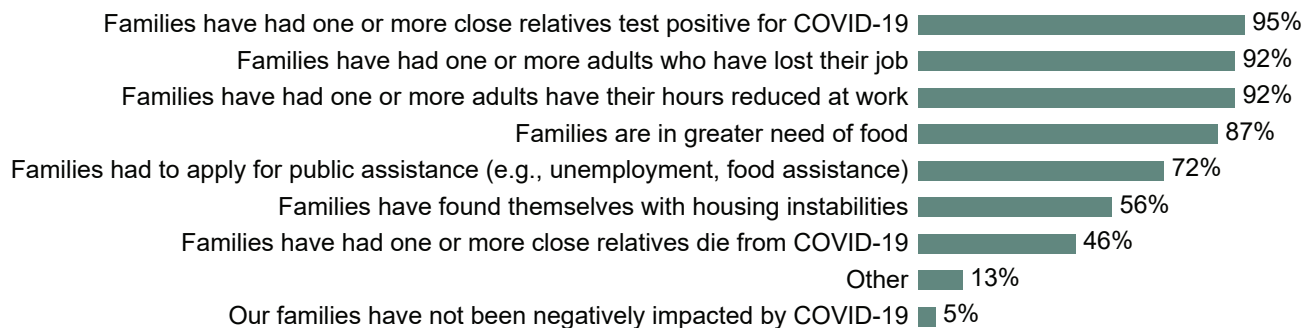 Families have had one or more close relatives test positive for COVID-19 95%
Families have had one or more adults who have lost their job 92%
Families have had one or more adults have their hours reduced at work 92%
Families are in greater need of food 87%
Families had to apply for public assistance (e.g., unemployment, food assistance) 72%
Families have found themselves with housing instabilities 56%
Families have had one or more close relatives die from COVID-19 46%
Other 13%
Our families have not been negatively impacted by COVID-19 5%